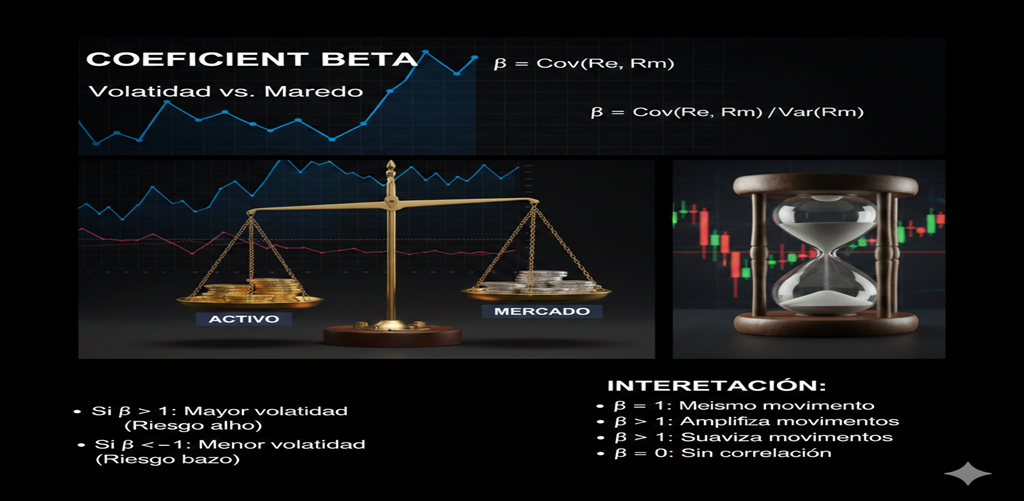 COEFICIENT BETA
Volatidad vs. Maredo
β = Cov(Re, Rm)
β = Cov(Re, Rm) / Var(Rm)
ACTIVO
MERCADO
• Si β > 1: Mayor volatidad
(Riesgo alho)
• Si β < −1: Menor volatidad
(Riesgo bazo)
INTERETACIÓN:
• β = 1: Meismo movimento
• β > 1: Amplifiza movimentos
• β > 1: Suaviza movimentos
• β = 0: Sin correlación